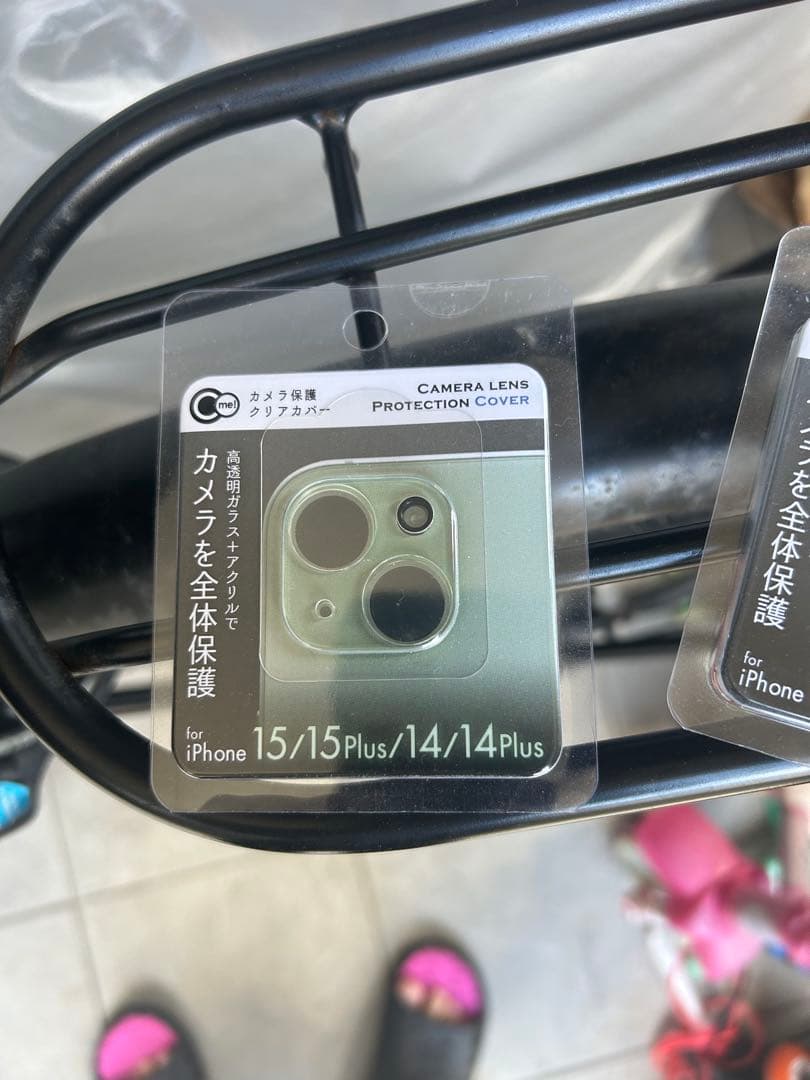 Cme!
カメラ保護
クリアカバー
CAMERA LENS
PROTECTION COVER
高透明ガラス+アクリルで
カメラを全体保護
for
iPhone 15/15Plus/14/14Plus
ラを全体保護
for
iPhone